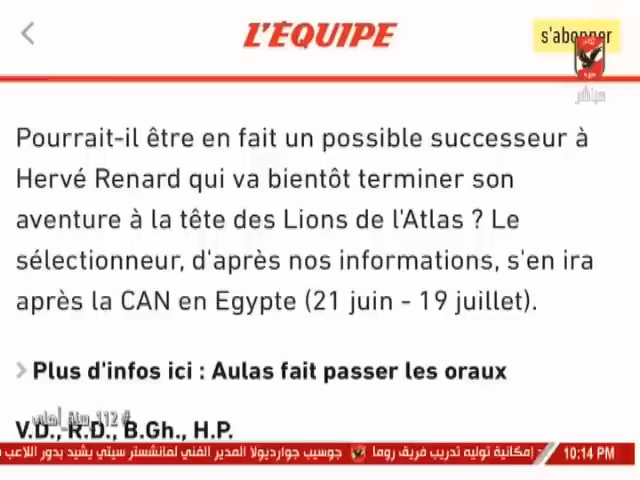 L'ÉQUIPE
s'abonner
مباشر
Pourrait-il être en fait un possible successeur à
Hervé Renard qui va bientôt terminer son
aventure à la tête des Lions de l'Atlas ? Le
sélectionneur, d'après nos informations, s'en ira
après la CAN en Egypte (21 juin - 19 juillet).
Plus d'infos ici : Aulas fait passer les oraux
#112_سنة_أهلي
V.D., R.D., B.Gh., H.P.
إمكانية توليه تدريب فريق روما
جوسيب جوارديولا المدير الفني لمانشستر سيتي يشيد بدور اللاعب
10:14 PM